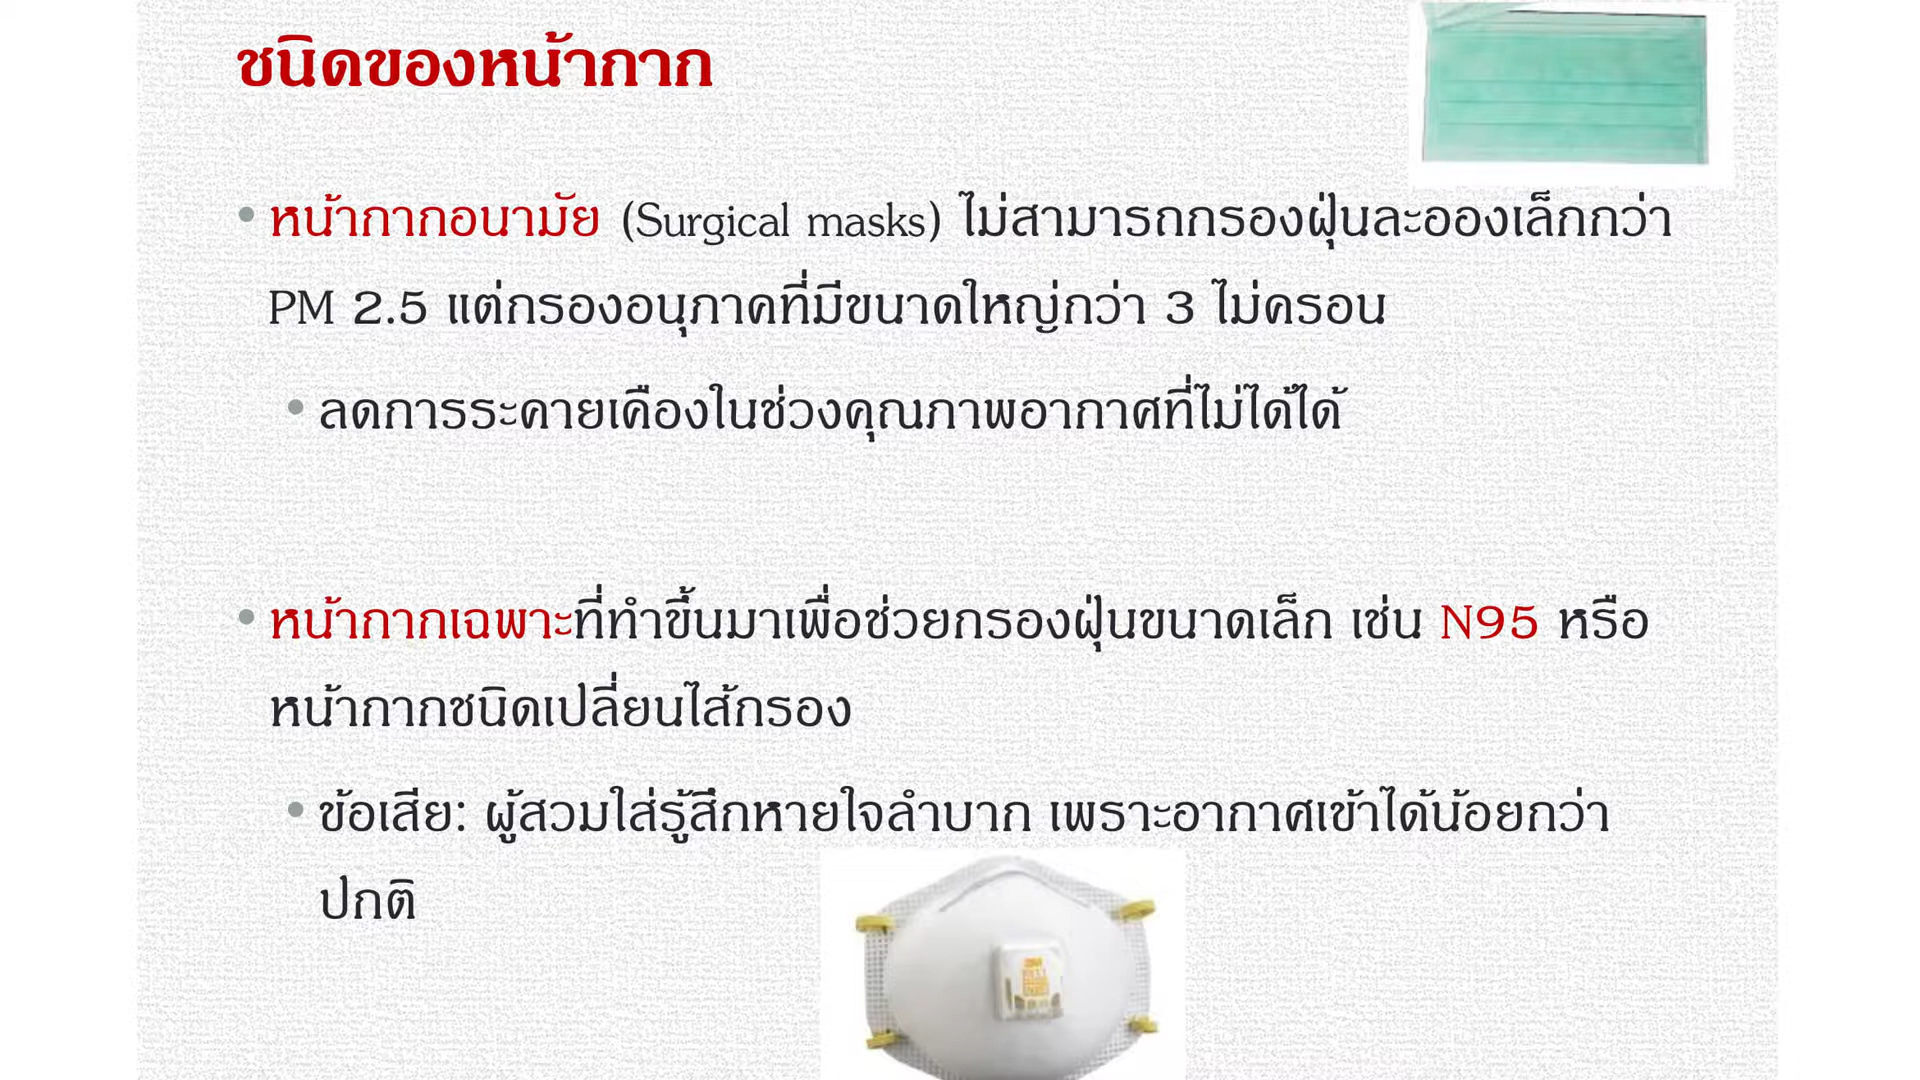 ชนิดของหน้ากาก
• หน้ากากอนามัย (Surgical masks) ไม่สามารถกรองฝุ่นละอองเล็กกว่า
PM 2.5 แต่กรองอนุภาคที่มีขนาดใหญ่กว่า 3 ไม่ครอน
• ลดการระคายเคืองในช่วงคุณภาพอากาศที่ไม่ได้ได้
• หน้ากากเฉพาะที่ทำขึ้นมาเพื่อช่วยกรองฝุ่นขนาดเล็ก เช่น N95 หรือ
หน้ากากชนิดเปลี่ยนไส้กรอง
• ข้อเสีย: ผู้สวมใส่รู้สึกหายใจลำบาก เพราะอากาศเข้าได้น้อยกว่า
ปกติ